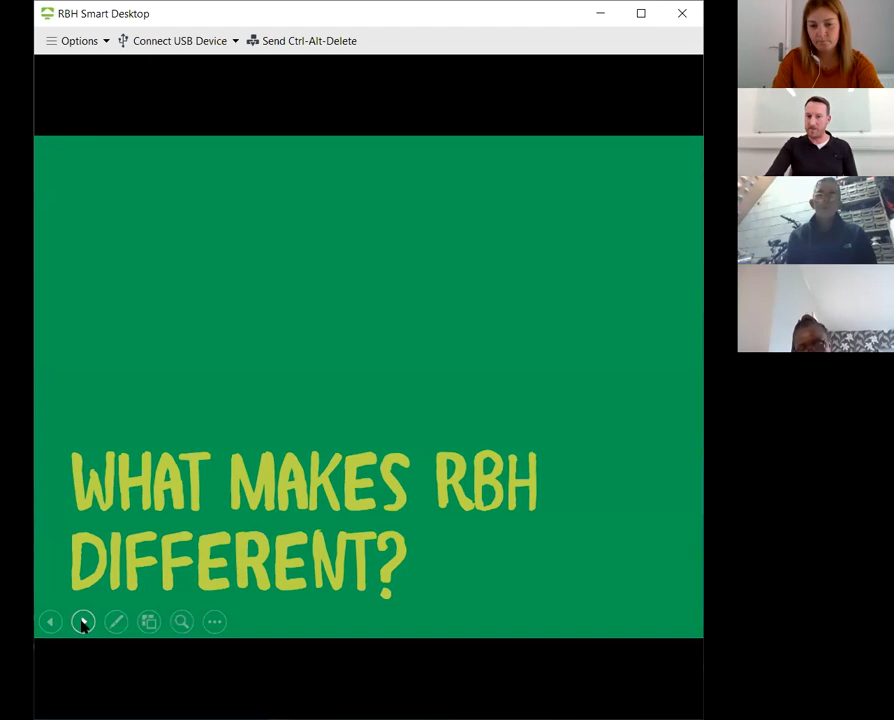 RBH Smart Desktop
Options Connect USB Device Send Ctrl-Alt-Delete
WHAT MAKES RBH
DIFFERENT?